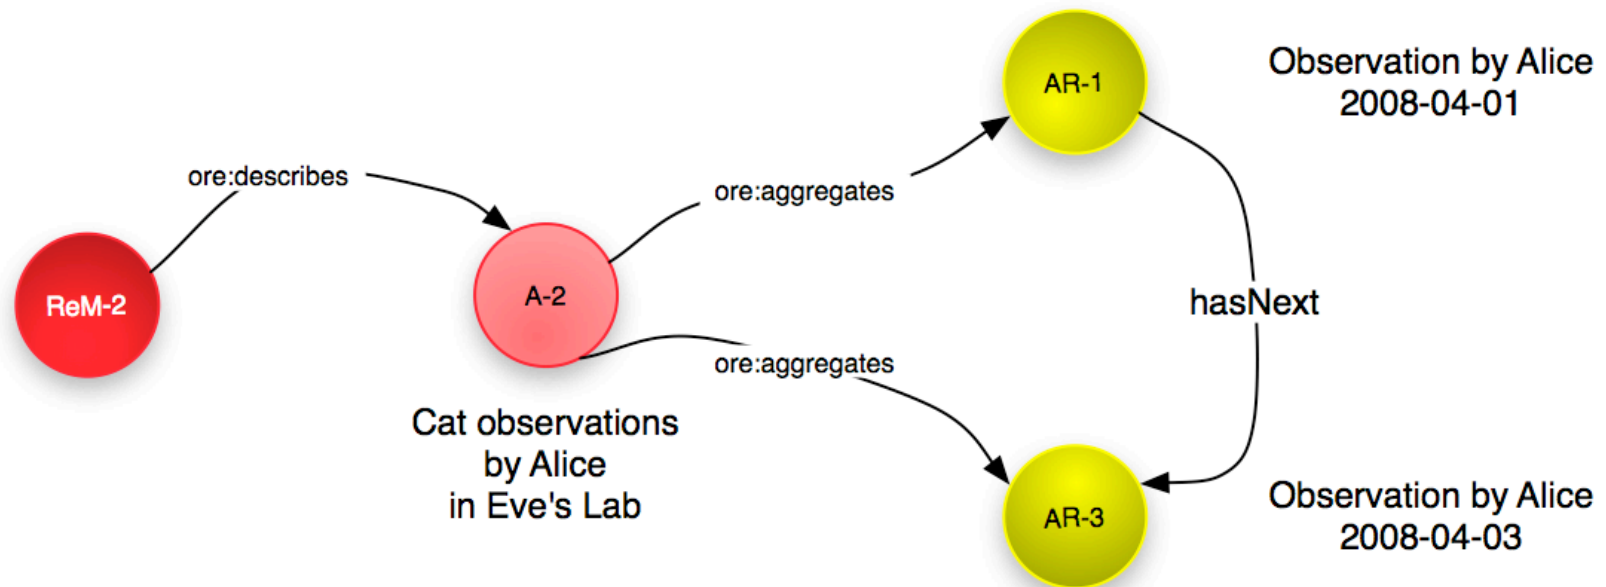 AR-1
Observation by Alice
2008-04-01
ore:describes
ore:aggregates
ReM-2
A-2
hasNext
ore:aggregates
Cat observations
by Alice
in Eve's Lab
AR-3
Observation by Alice
2008-04-03